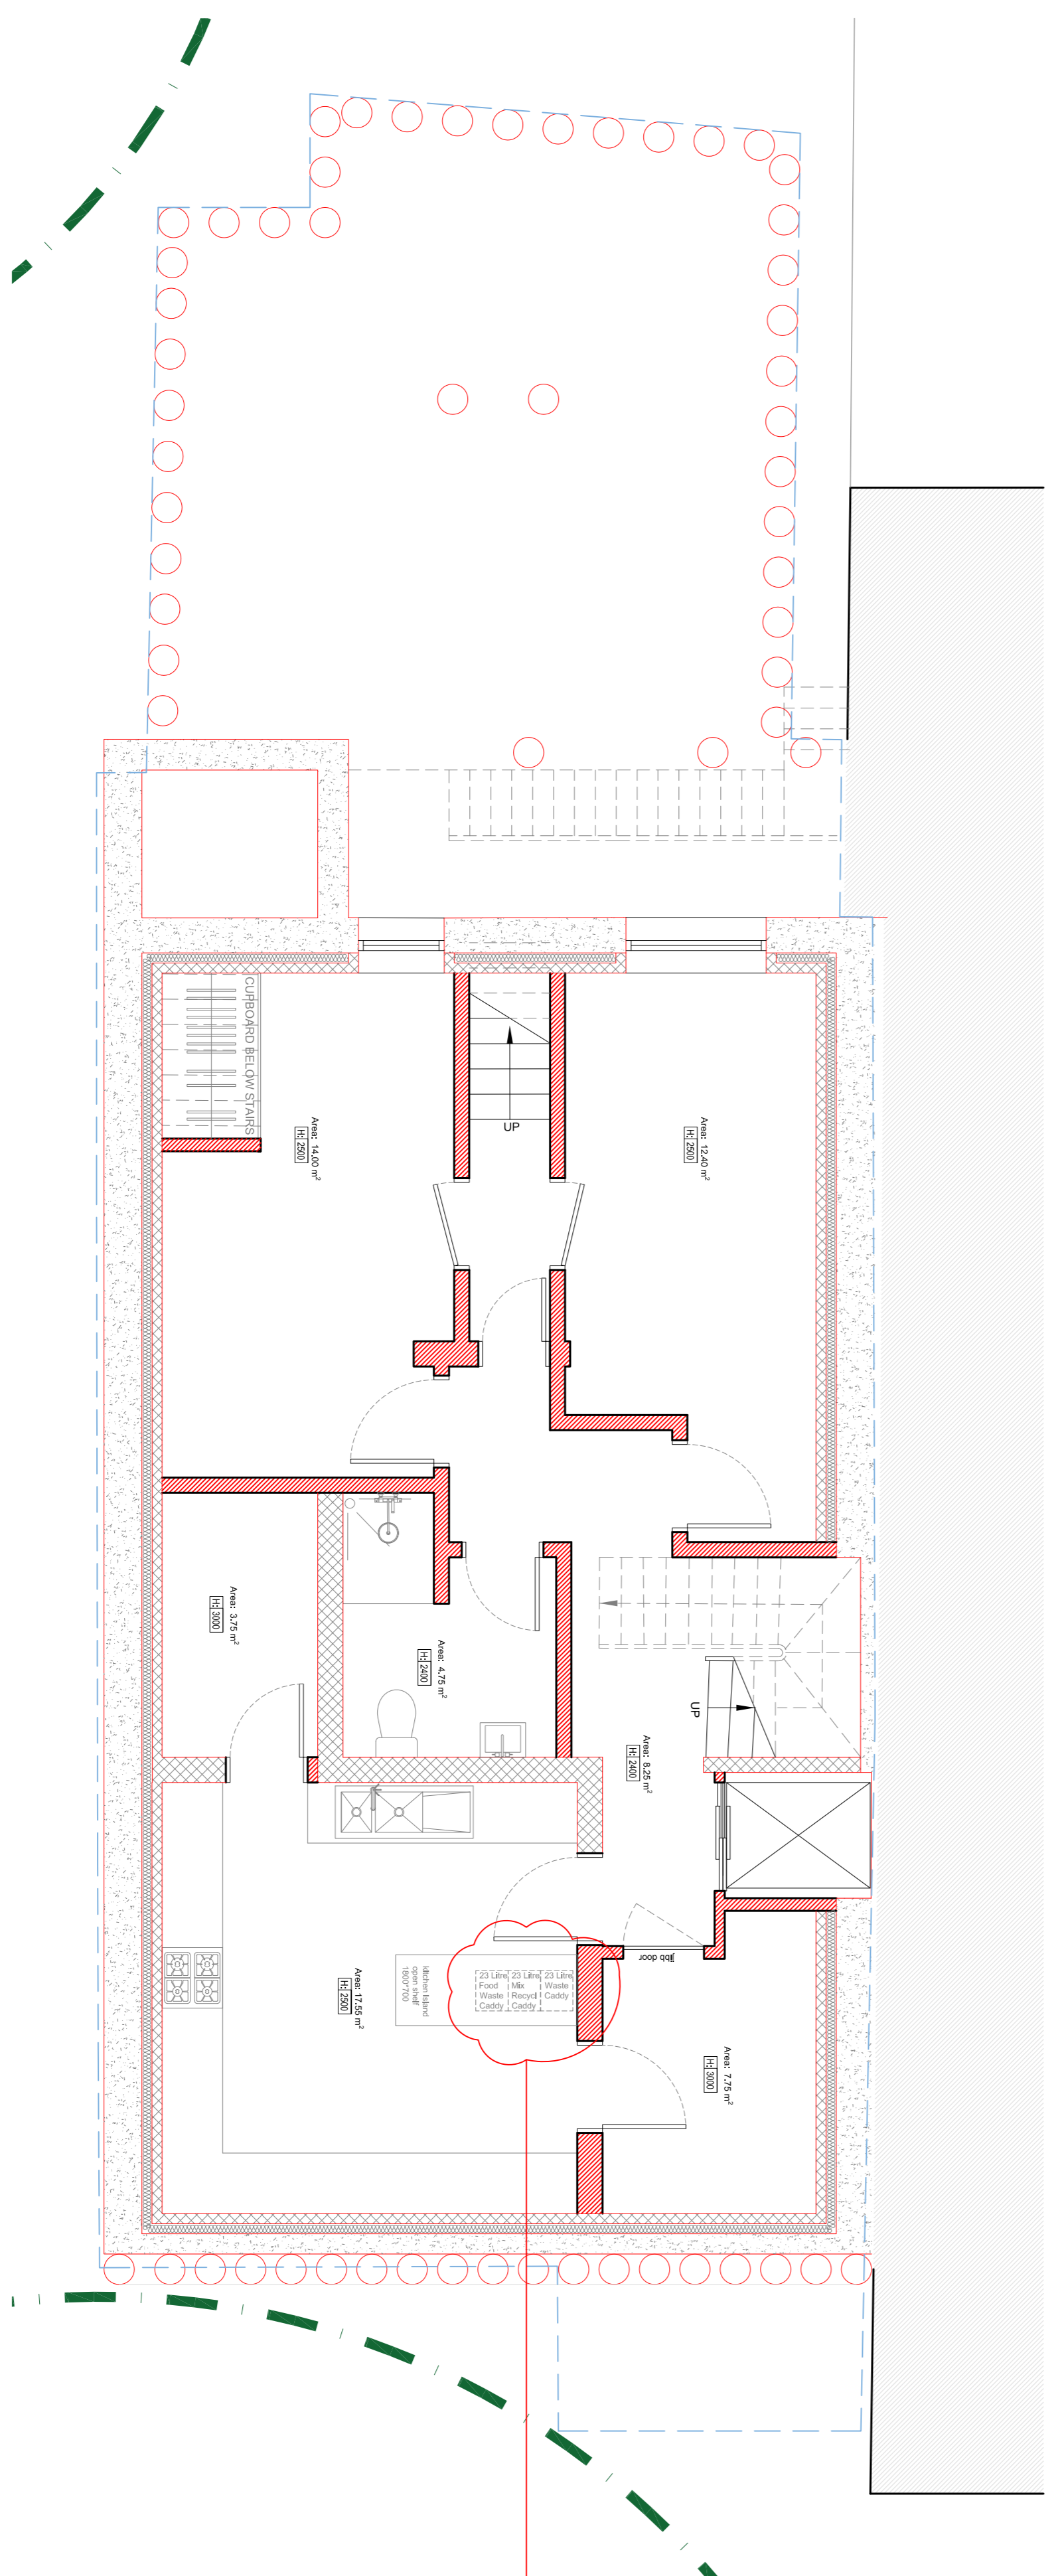 CUPBOARD BELOW STAIRS
Area: 14.00 m²
H: 2500
UP
Area: 12.40 m²
H: 2500
Area: 3.75 m²
H: 3000
Area: 4.75 m²
H: 2400
UP
Area: 8.25 m²
H: 2400
jibb door
Area: 17.55 m²
H: 2500
kitchen island
open shelf
1800*700
23 Litre
Food
Waste
Caddy
23 Litre
Mix
Recycl
Caddy
23 Litre
Waste
Caddy
Area: 7.75 m²
H: 3000